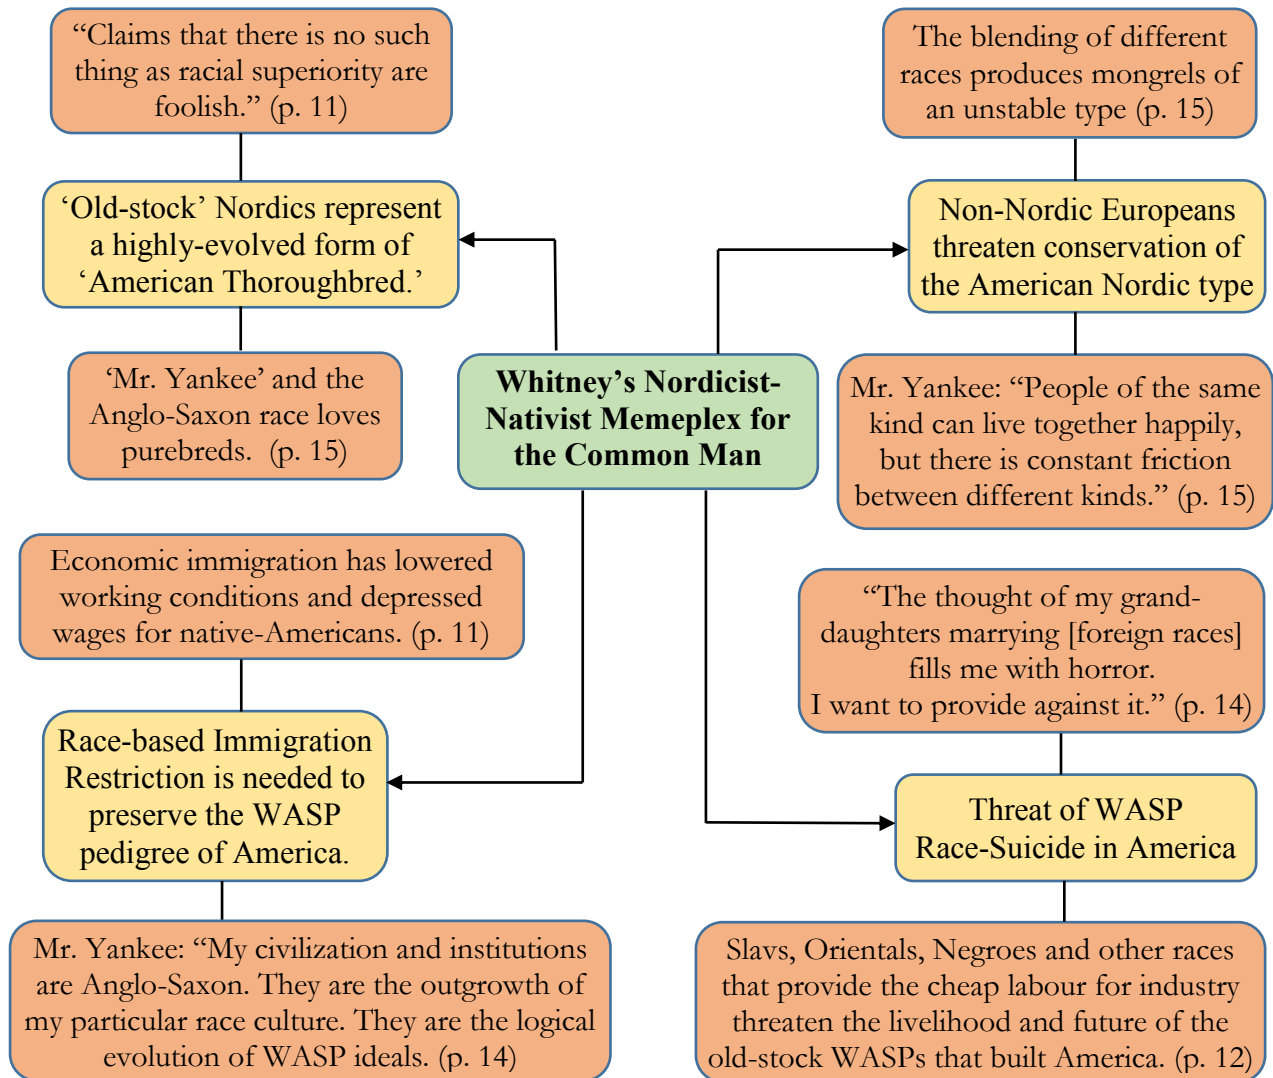 “Claims that there is no such
thing as racial superiority are
foolish.” (p. 11)
‘Old-stock’ Nordics represent
a highly-evolved form of
‘American Thoroughbred.’
‘Mr. Yankee’ and the
Anglo-Saxon race loves
purebreds. (p. 15)
The blending of different
races produces mongrels of
an unstable type (p. 15)
Non-Nordic Europeans
threaten conservation of
the American Nordic type
Mr. Yankee: “People of the same
kind can live together happily,
but there is constant friction
between different kinds.” (p. 15)
Whitney’s Nordicist-
Nativist Memeplex for
the Common Man
Economic immigration has lowered
working conditions and depressed
wages for native-Americans. (p. 11)
Race-based Immigration
Restriction is needed to
preserve the WASP
pedigree of America.
Mr. Yankee: “My civilization and institutions
are Anglo-Saxon. They are the outgrowth of
my particular race culture. They are the logical
evolution of WASP ideals. (p. 14)
“The thought of my grand-
daughters marrying [foreign races]
fills me with horror.
I want to provide against it.” (p. 14)
Threat of WASP
Race-Suicide in America
Slavs, Orientals, Negroes and other races
that provide the cheap labour for industry
threaten the livelihood and future of the
old-stock WASPs that built America. (p. 12)